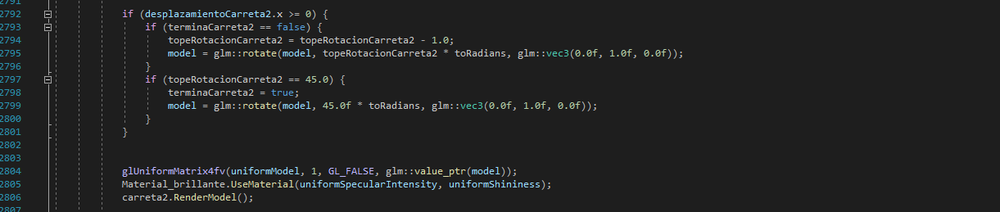 2791
2792 if (desplazamientoCarreta2.x >= 0) {
2793 if (terminaCarreta2 == false) {
2794 topeRotacionCarreta2 = topeRotacionCarreta2 - 1.0;
2795 model = glm::rotate(model, topeRotacionCarreta2 * toRadians, glm::vec3(0.0f, 1.0f, 0.0f));
2796 }
2797 if (topeRotacionCarreta2 == 45.0) {
2798 terminaCarreta2 = true;
2799 model = glm::rotate(model, 45.0f * toRadians, glm::vec3(0.0f, 1.0f, 0.0f));
2800 }
2801 }
2802
2803
2804 glUniformMatrix4fv(uniformModel, 1, GL_FALSE, glm::value_ptr(model));
2805 Material_brillante.UseMaterial(uniformSpecularIntensity, uniformShininess);
2806 carreta2.RenderModel();
2807